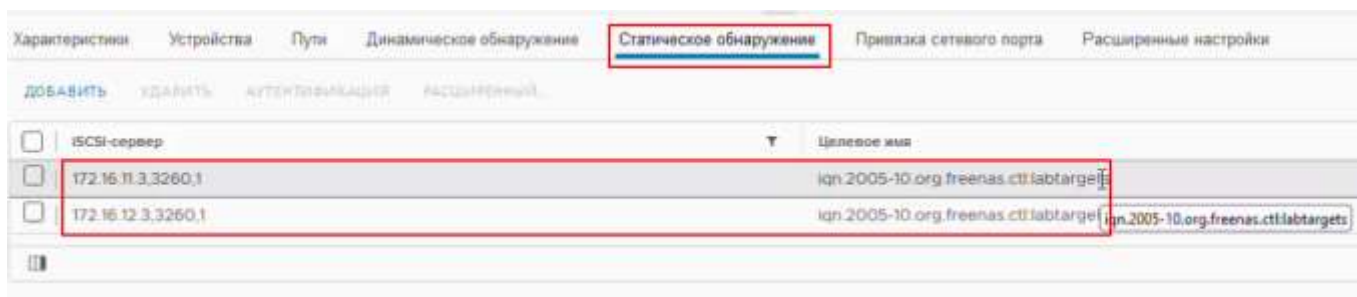 Характеристики Устройства Пути Динамическое обнаружение Статическое обнаружение Привязка сетевого порта Расширенные настройки
ДОБАВИТЬ УДАЛИТЬ АУТЕНТИФИКАЦИЯ РАСШИРЕННЫЙ...
iSCSI-сервер Целевое имя
172.16.11.3,3260,1 iqn.2005-10.org.freenas.ctl:labtargets
172.16.12.3,3260,1 iqn.2005-10.org.freenas.ctl:labtarget iqn.2005-10.org.freenas.ctl:labtargets